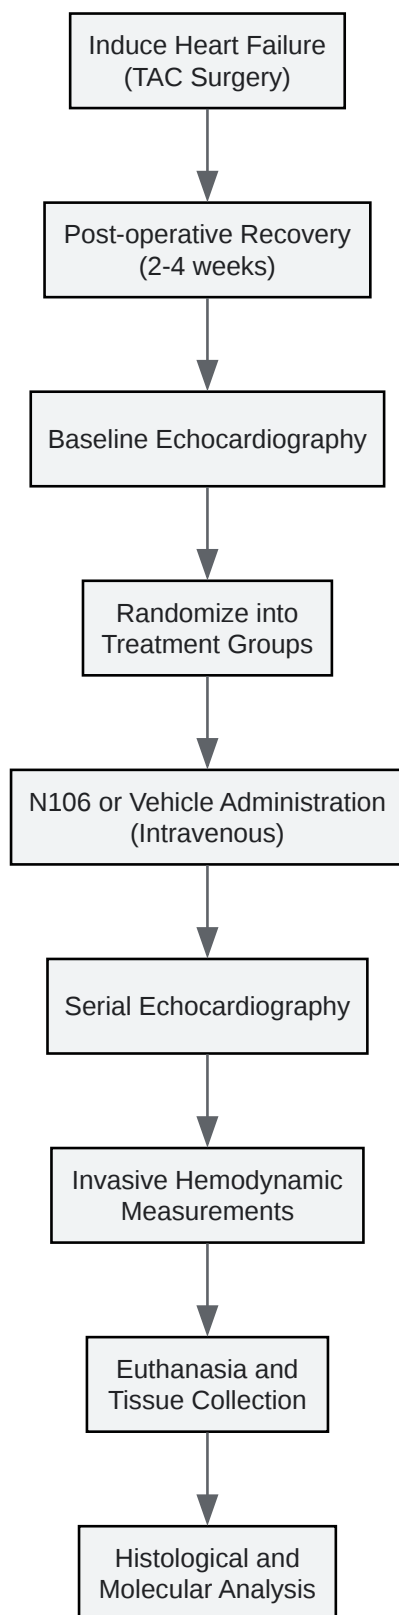 Induce Heart Failure
(TAC Surgery)
Post-operative Recovery
(2-4 weeks)
Baseline Echocardiography
Randomize into
Treatment Groups
N106 or Vehicle Administration
(Intravenous)
Serial Echocardiography
Invasive Hemodynamic
Measurements
Euthanasia and
Tissue Collection
Histological and
Molecular Analysis